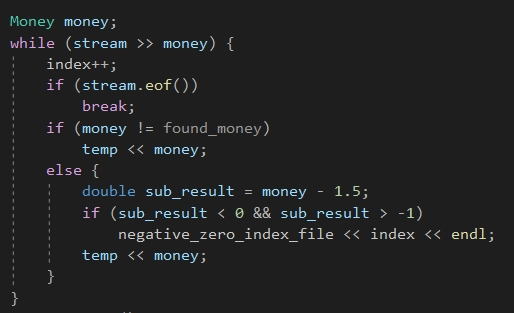 Money money;
while (stream >> money) {
    index++;
    if (stream.eof())
        break;
    if (money != found_money)
        temp << money;
    else {
        double sub_result = money - 1.5;
        if (sub_result < 0 && sub_result > -1)
            negative_zero_index_file << index << endl;
        temp << money;
    }
}